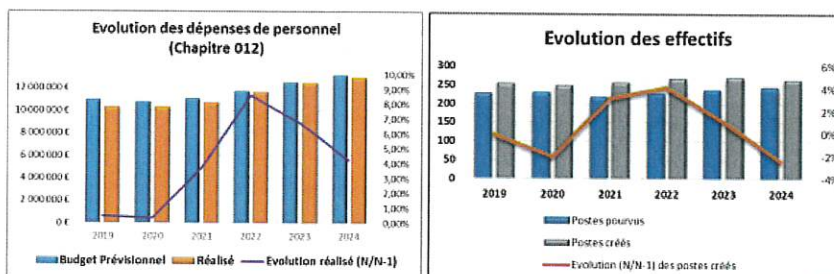 Evolution des dépenses de personnel
(Chapitre 012)
12 000 000 €
10 000 000 €
8 000 000 €
6 000 000 €
4 000 000 €
2 000 000 €
0 €
10,00%
9,00%
8,00%
7,00%
6,00%
5,00%
4,00%
3,00%
2,00%
1,00%
0,00%
2019 2020 2021 2022 2023 2024
Budget Prévisionnel Réalisé Evolution réalisé (N/N-1)
Evolution des effectifs
300
250
200
150
100
50
0
6%
4%
2%
0%
-2%
-4%
2019 2020 2021 2022 2023 2024
Postes pourvus
Postes créés
Evolution (N/N-1) des postes créés